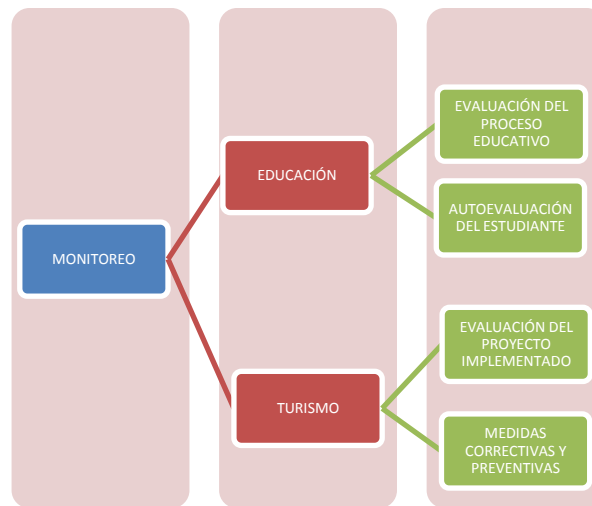 MONITOREO
EDUCACIÓN
EVALUACIÓN DEL
PROCESO
EDUCATIVO
AUTOEVALUACIÓN
DEL ESTUDIANTE
TURISMO
EVALUACIÓN DEL
PROYECTO
IMPLEMENTADO
MEDIDAS
CORRECTIVAS Y
PREVENTIVAS